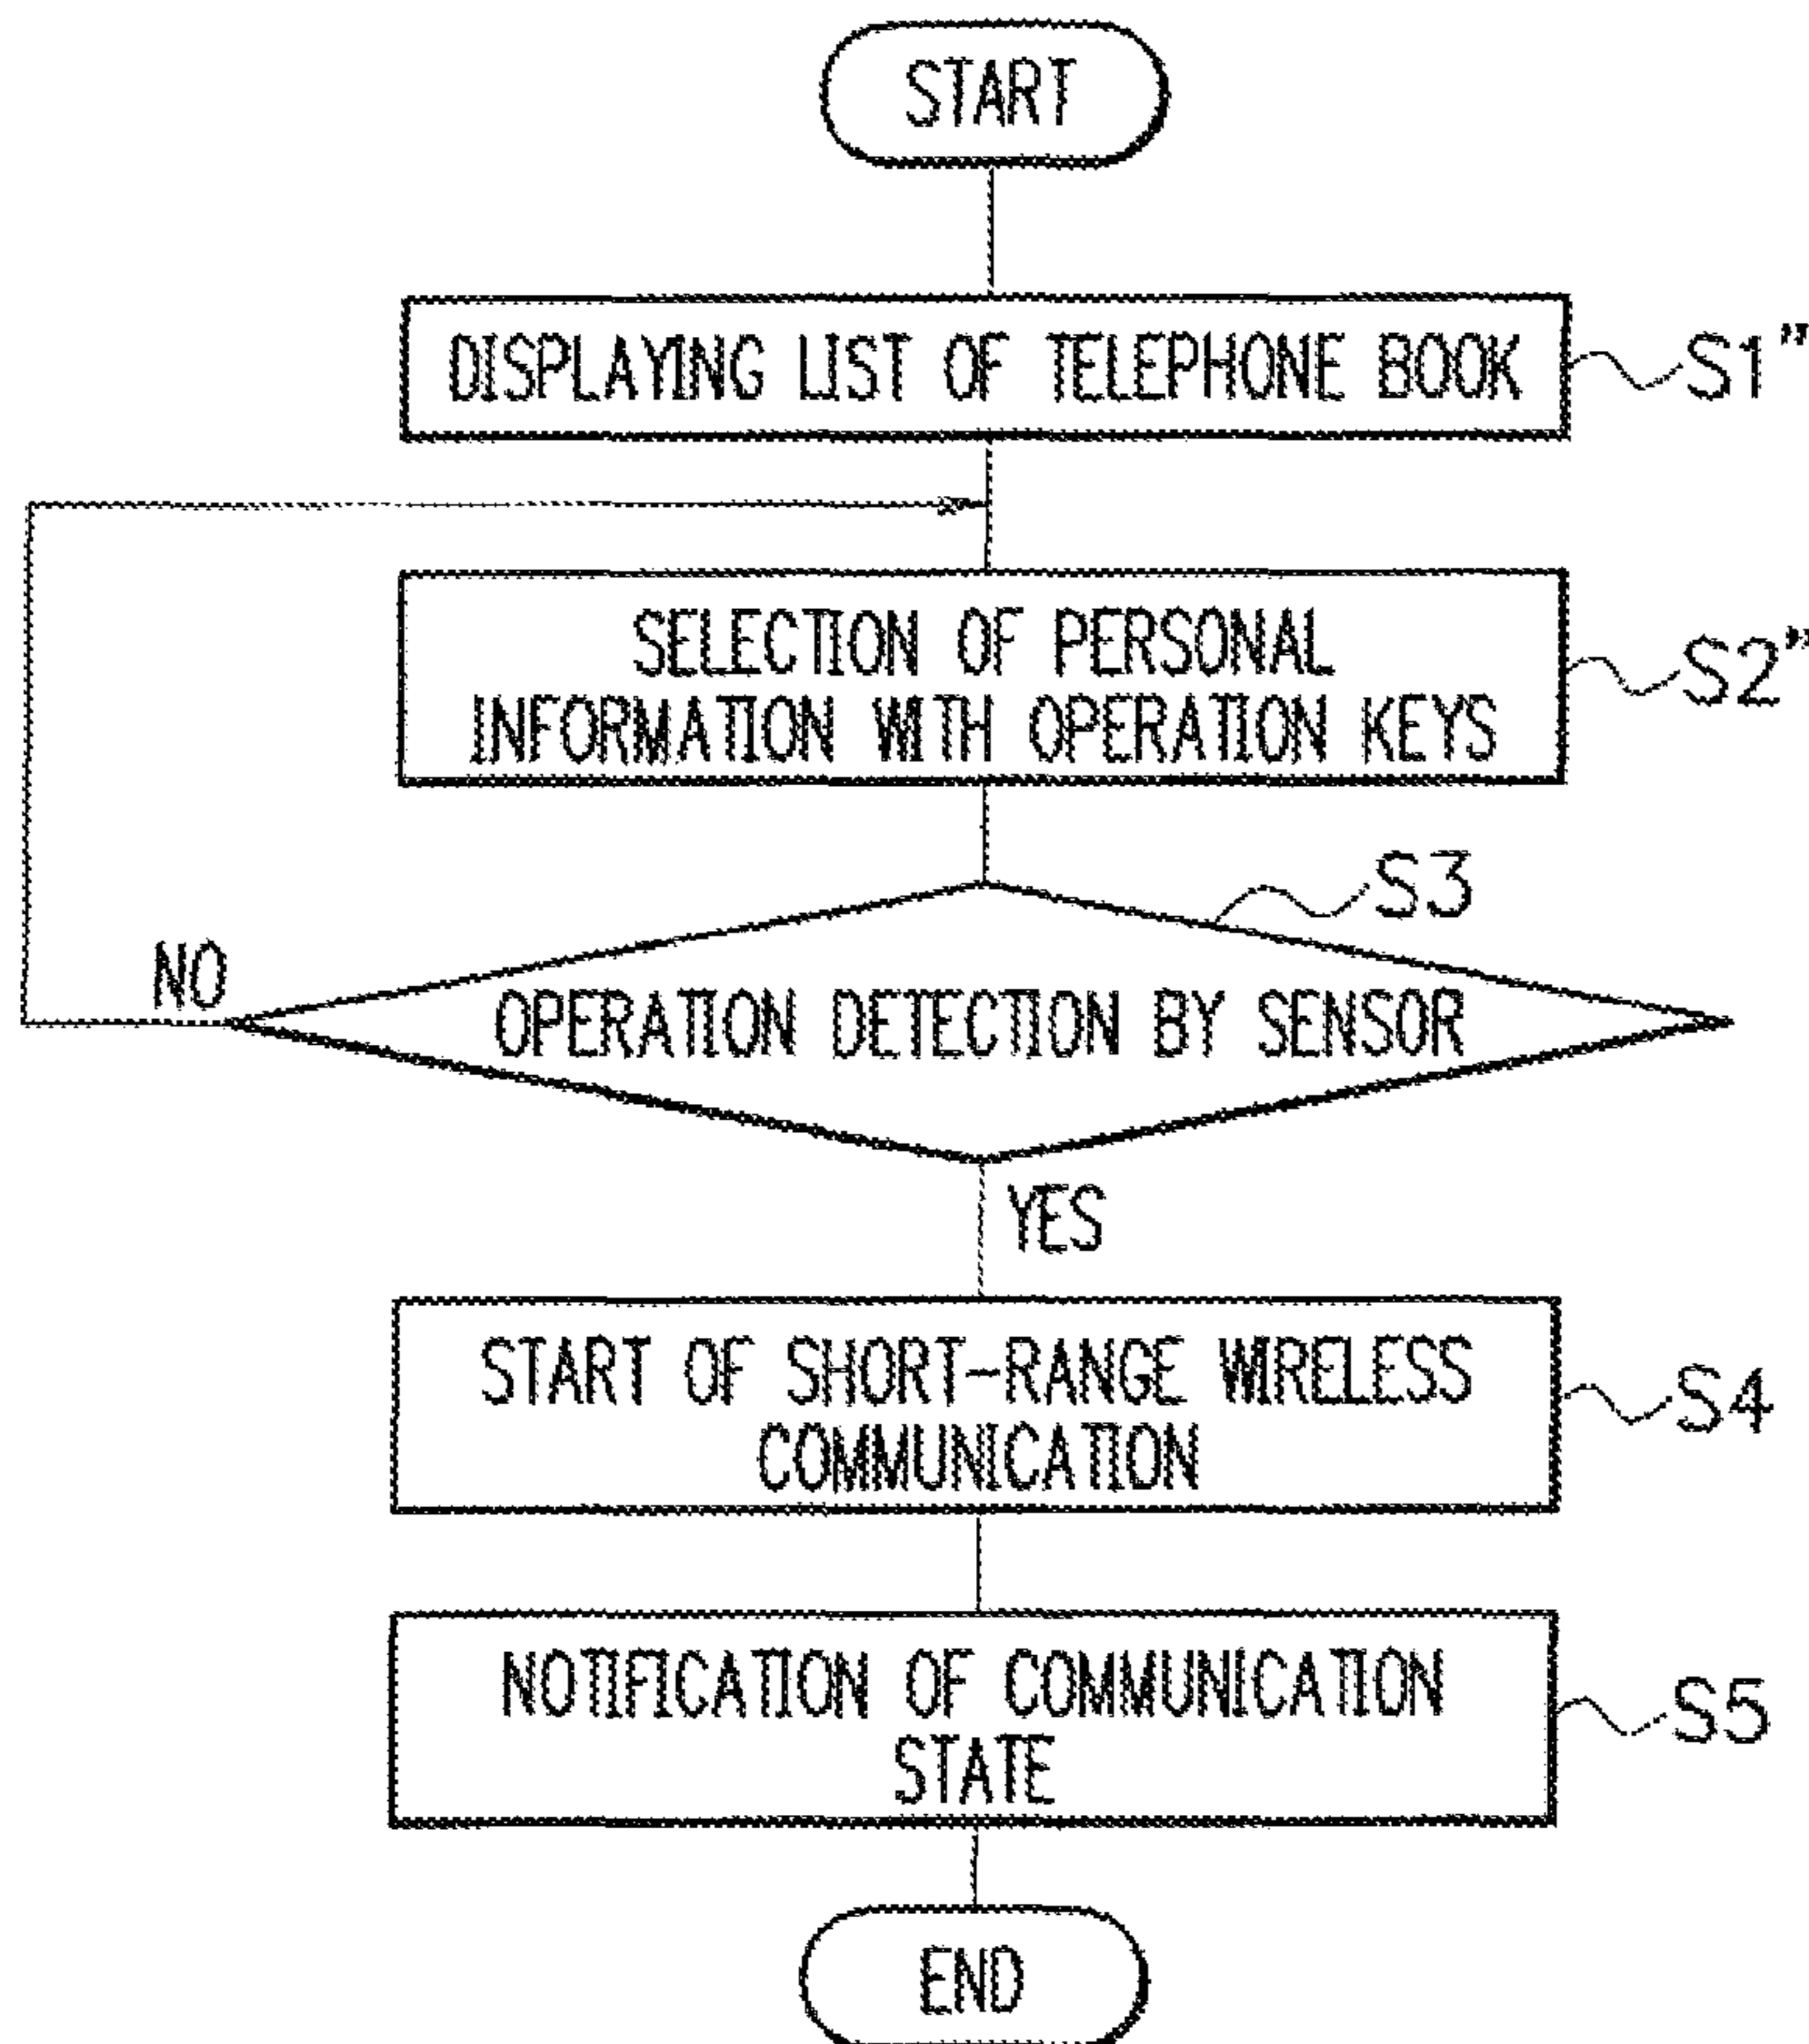 START
DISPLAYING LIST OF TELEPHONE BOOK
S1"
SELECTION OF PERSONAL
INFORMATION WITH OPERATION KEYS
S2"
S3
NO
OPERATION DETECTION BY SENSOR
YES
START OF SHORT-RANGE WIRELESS
COMMUNICATION
S4
NOTIFICATION OF COMMUNICATION
STATE
S5
END